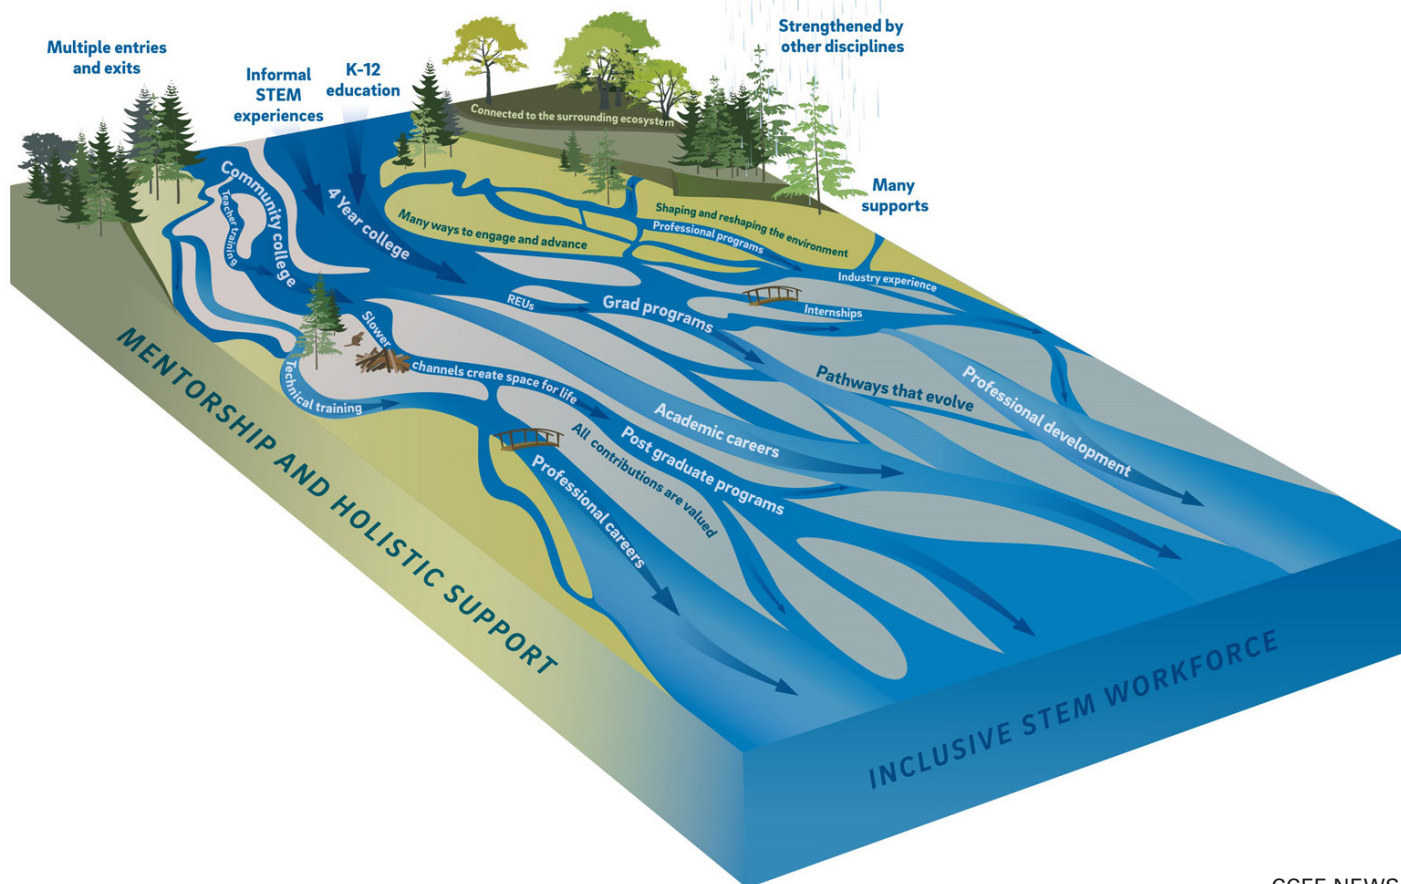 Multiple entries
and exits
Informal
STEM
experiences
K-12
education
Strengthened by
other disciplines
Connected to the surrounding ecosystem
Many
supports
Community college
Teacher training
4 Year college
Many ways to engage and advance
Shaping and reshaping the environment
Professional programs
Industry experience
REUs
Grad programs
Internships
Slower
channels create space for life
Technical training
Pathways that evolve
Professional development
Academic careers
Post graduate programs
All contributions are valued
Professional careers
MENTORSHIP AND HOLISTIC SUPPORT
INCLUSIVE STEM WORKFORCE